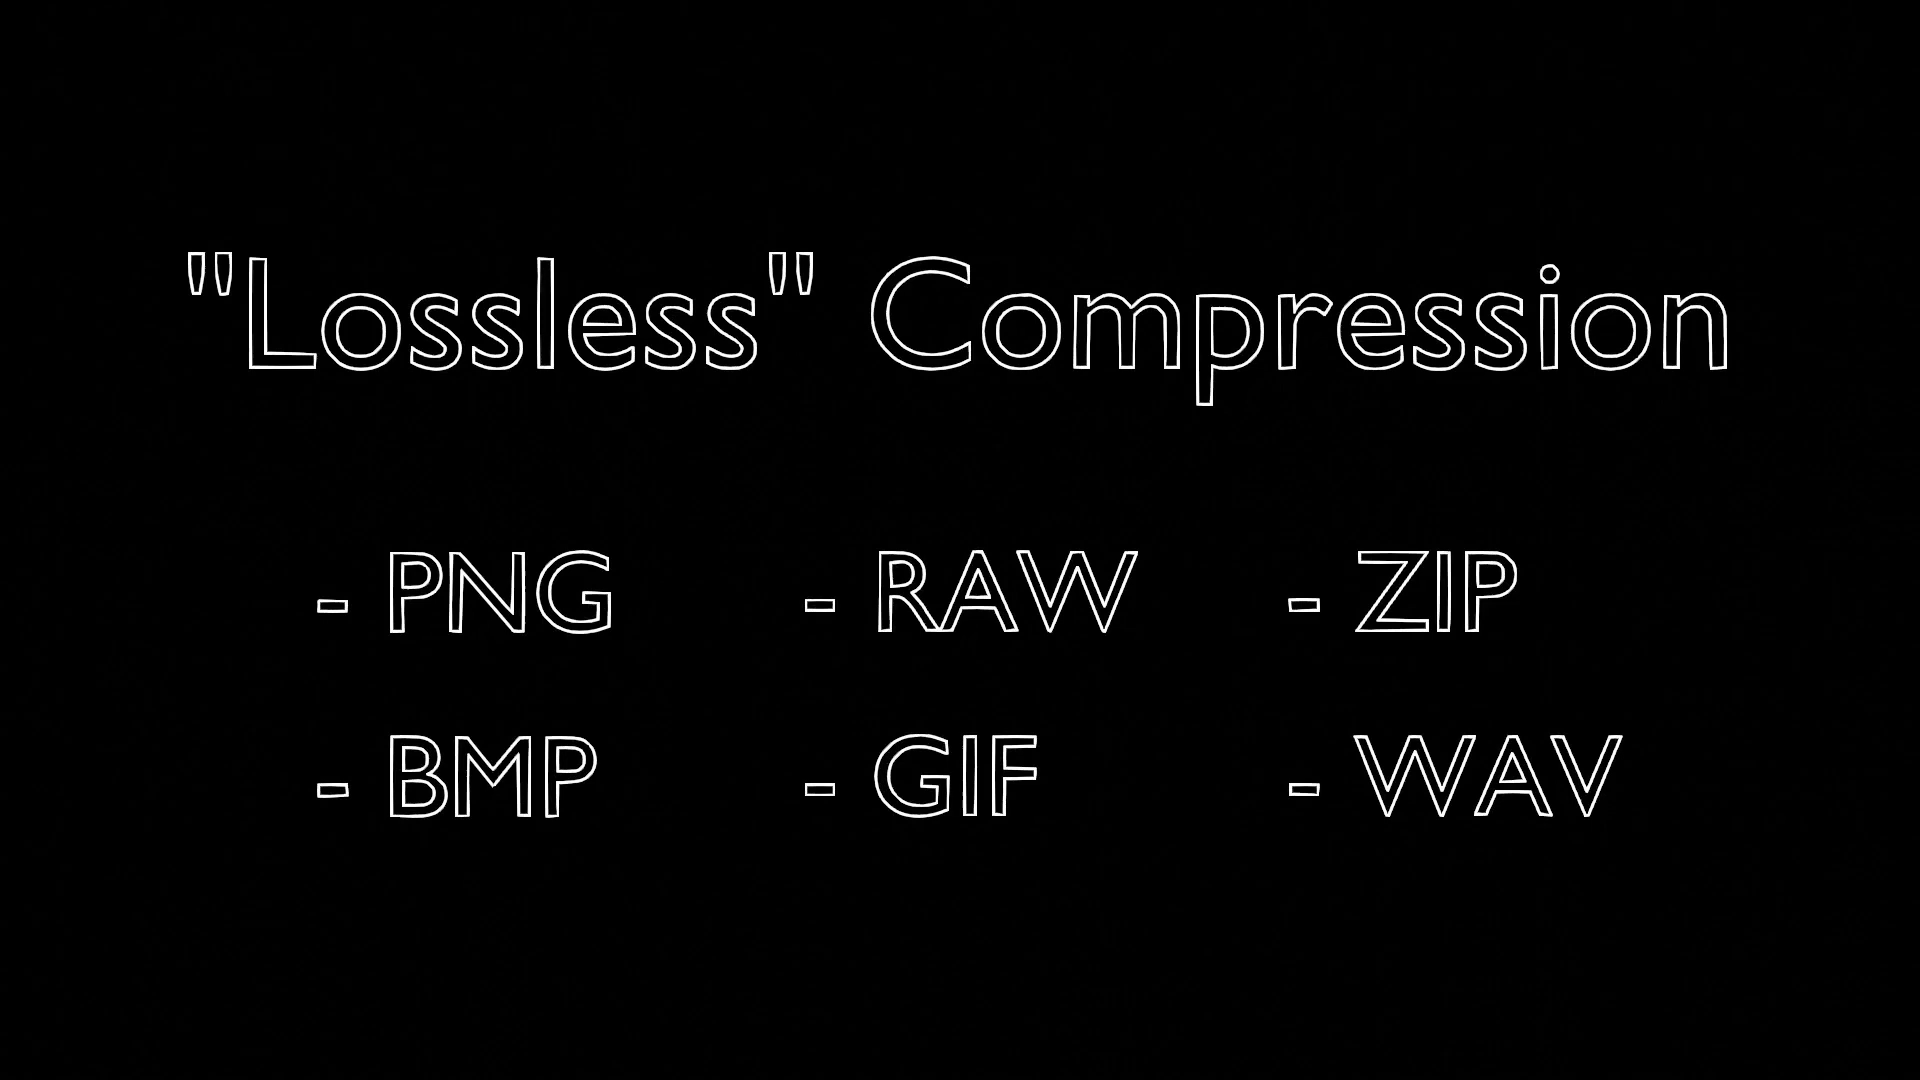 "Lossless" Compression
- PNG - RAW - ZIP
- BMP - GIF - WAV